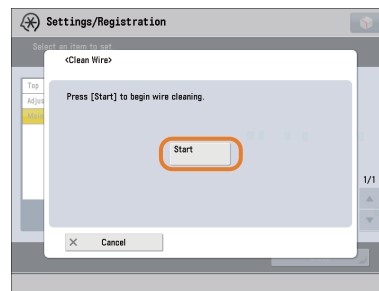 Settings/Registration
Select an item to set.
<Clean Wire>
Top
Press [Start] to begin wire cleaning.
Adjus
Main
Start
1/1
Cancel